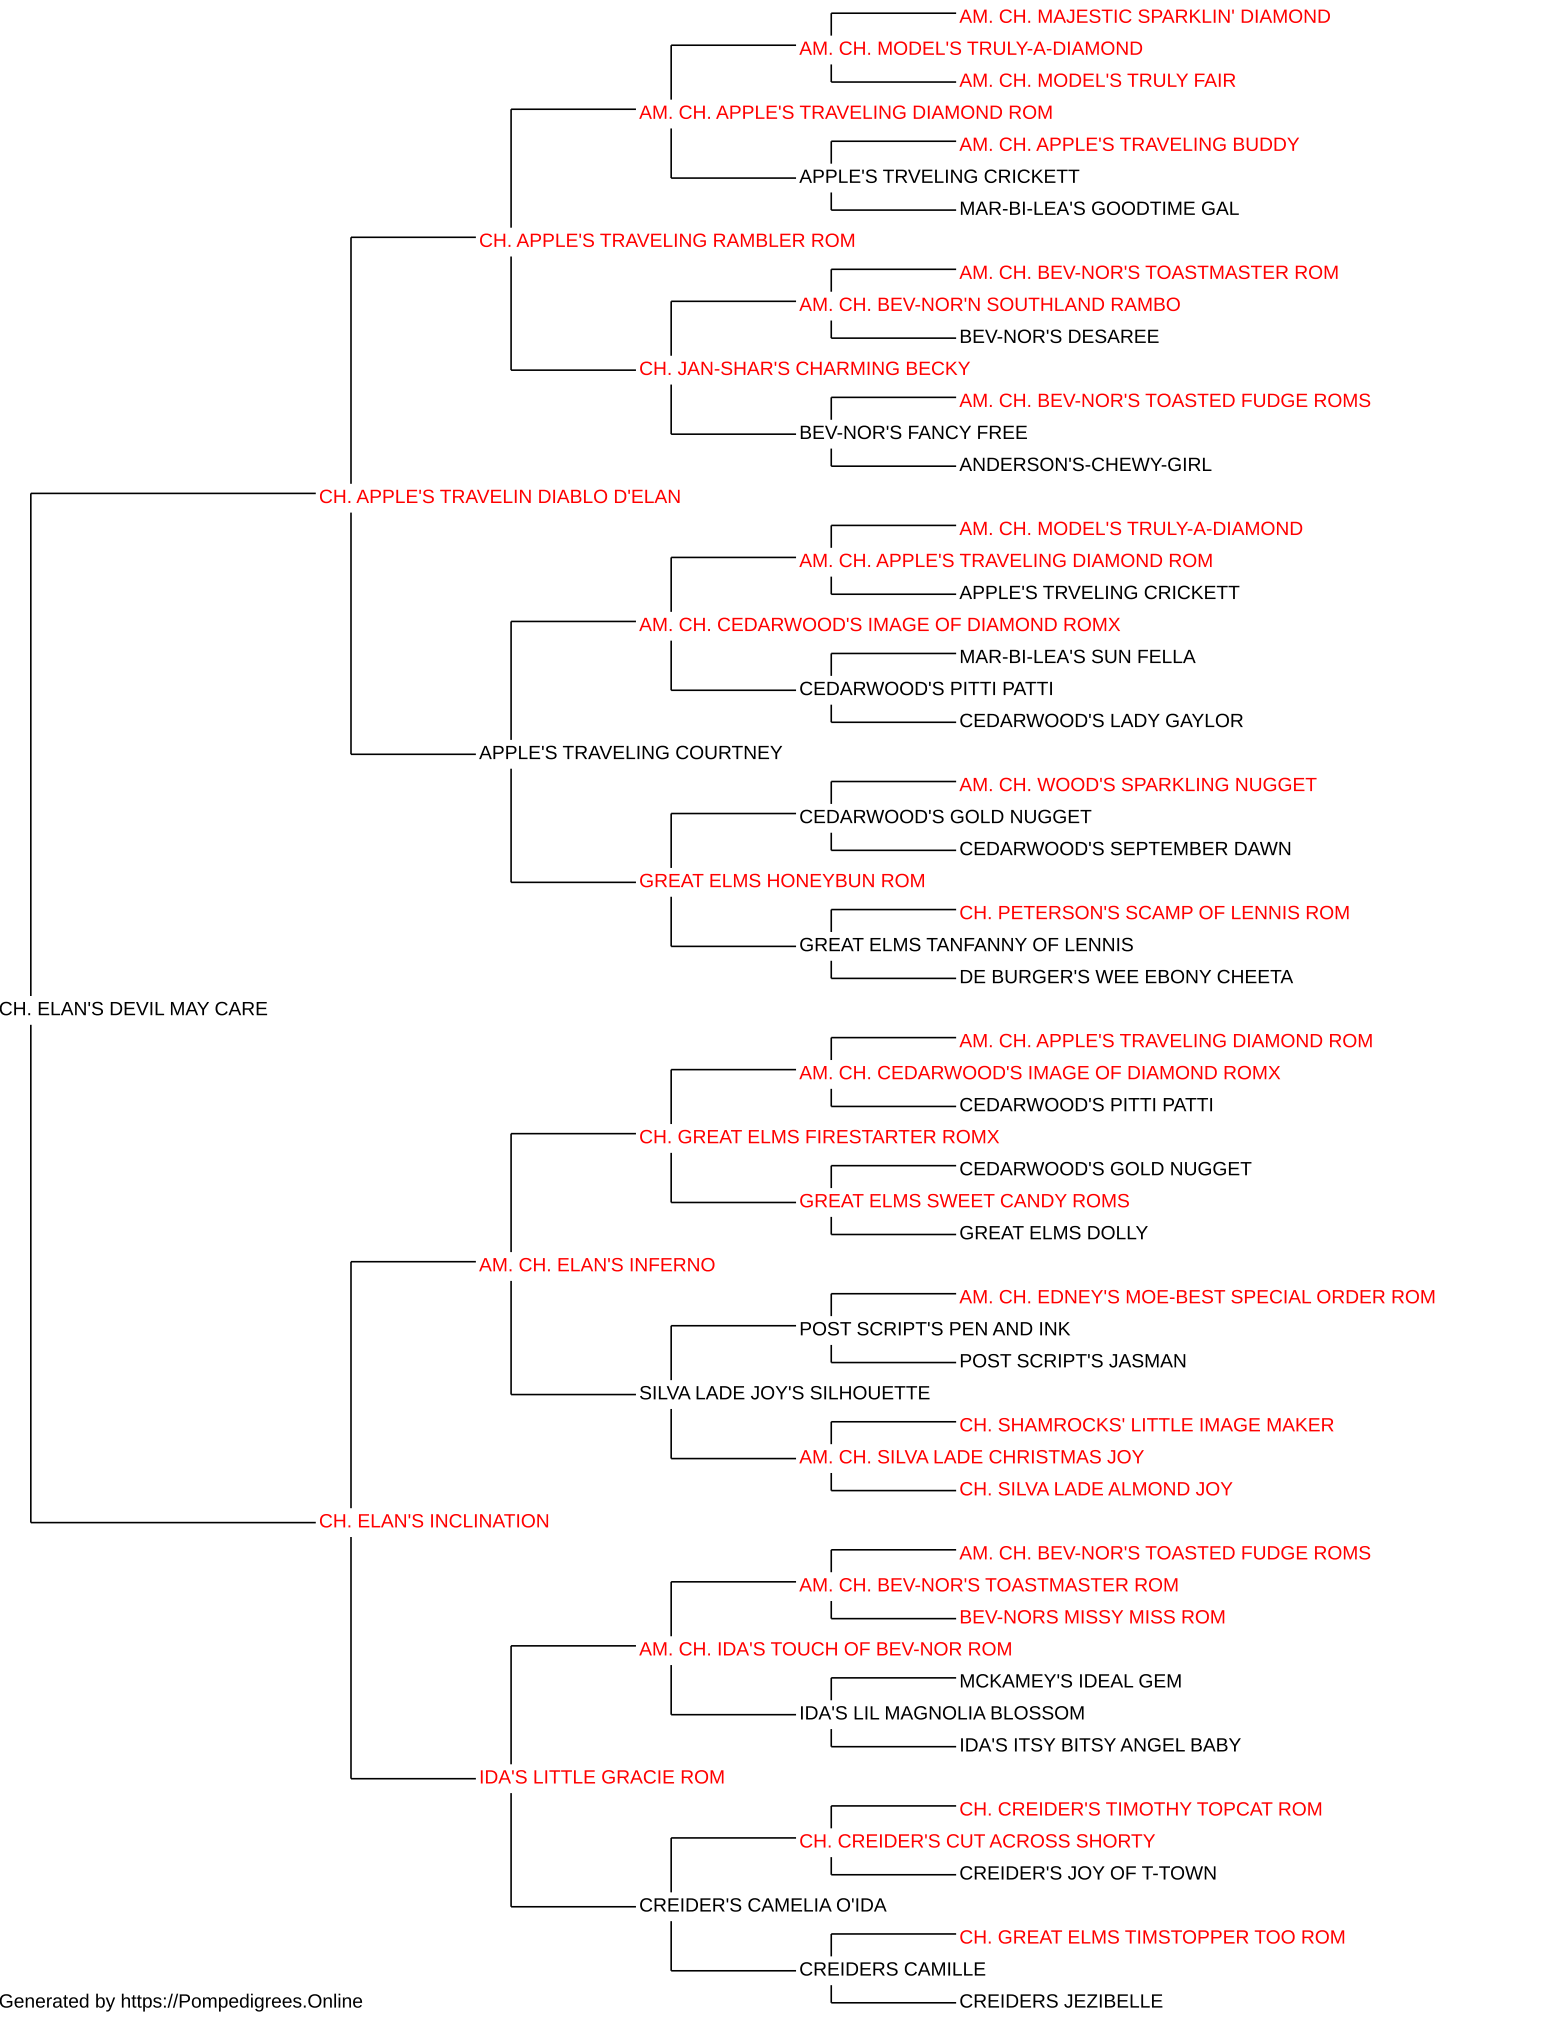 AM. CH. MAJESTIC SPARKLIN' DIAMOND
AM. CH. MODEL'S TRULY-A-DIAMOND
AM. CH. MODEL'S TRULY FAIR
AM. CH. APPLE'S TRAVELING DIAMOND ROM
AM. CH. APPLE'S TRAVELING BUDDY
APPLE'S TRVELING CRICKETT
MAR-BI-LEA'S GOODTIME GAL
CH. APPLE'S TRAVELING RAMBLER ROM
AM. CH. BEV-NOR'S TOASTMASTER ROM
AM. CH. BEV-NOR'N SOUTHLAND RAMBO
BEV-NOR'S DESAREE
CH. JAN-SHAR'S CHARMING BECKY
AM. CH. BEV-NOR'S TOASTED FUDGE ROMS
BEV-NOR'S FANCY FREE
ANDERSON'S-CHEWY-GIRL
CH. APPLE'S TRAVELIN DIABLO D'ELAN
AM. CH. MODEL'S TRULY-A-DIAMOND
AM. CH. APPLE'S TRAVELING DIAMOND ROM
APPLE'S TRVELING CRICKETT
AM. CH. CEDARWOOD'S IMAGE OF DIAMOND ROMX
MAR-BI-LEA'S SUN FELLA
CEDARWOOD'S PITTI PATTI
CEDARWOOD'S LADY GAYLOR
APPLE'S TRAVELING COURTNEY
AM. CH. WOOD'S SPARKLING NUGGET
CEDARWOOD'S GOLD NUGGET
CEDARWOOD'S SEPTEMBER DAWN
GREAT ELMS HONEYBUN ROM
CH. PETERSON'S SCAMP OF LENNIS ROM
GREAT ELMS TANFANNY OF LENNIS
DE BURGER'S WEE EBONY CHEETA
CH. ELAN'S DEVIL MAY CARE
AM. CH. APPLE'S TRAVELING DIAMOND ROM
AM. CH. CEDARWOOD'S IMAGE OF DIAMOND ROMX
CEDARWOOD'S PITTI PATTI
CH. GREAT ELMS FIRESTARTER ROMX
CEDARWOOD'S GOLD NUGGET
GREAT ELMS SWEET CANDY ROMS
GREAT ELMS DOLLY
AM. CH. ELAN'S INFERNO
AM. CH. EDNEY'S MOE-BEST SPECIAL ORDER ROM
POST SCRIPT'S PEN AND INK
POST SCRIPT'S JASMAN
SILVA LADE JOY'S SILHOUETTE
CH. SHAMROCKS' LITTLE IMAGE MAKER
AM. CH. SILVA LADE CHRISTMAS JOY
CH. SILVA LADE ALMOND JOY
CH. ELAN'S INCLINATION
AM. CH. BEV-NOR'S TOASTED FUDGE ROMS
AM. CH. BEV-NOR'S TOASTMASTER ROM
BEV-NORS MISSY MISS ROM
AM. CH. IDA'S TOUCH OF BEV-NOR ROM
MCKAMEY'S IDEAL GEM
IDA'S LIL MAGNOLIA BLOSSOM
IDA'S ITSY BITSY ANGEL BABY
IDA'S LITTLE GRACIE ROM
CH. CREIDER'S TIMOTHY TOPCAT ROM
CH. CREIDER'S CUT ACROSS SHORTY
CREIDER'S JOY OF T-TOWN
CREIDER'S CAMELIA O'IDA
CH. GREAT ELMS TIMSTOPPER TOO ROM
CREIDERS CAMILLE
CREIDERS JEZIBELLE
Generated by https://Pompedigrees.Online